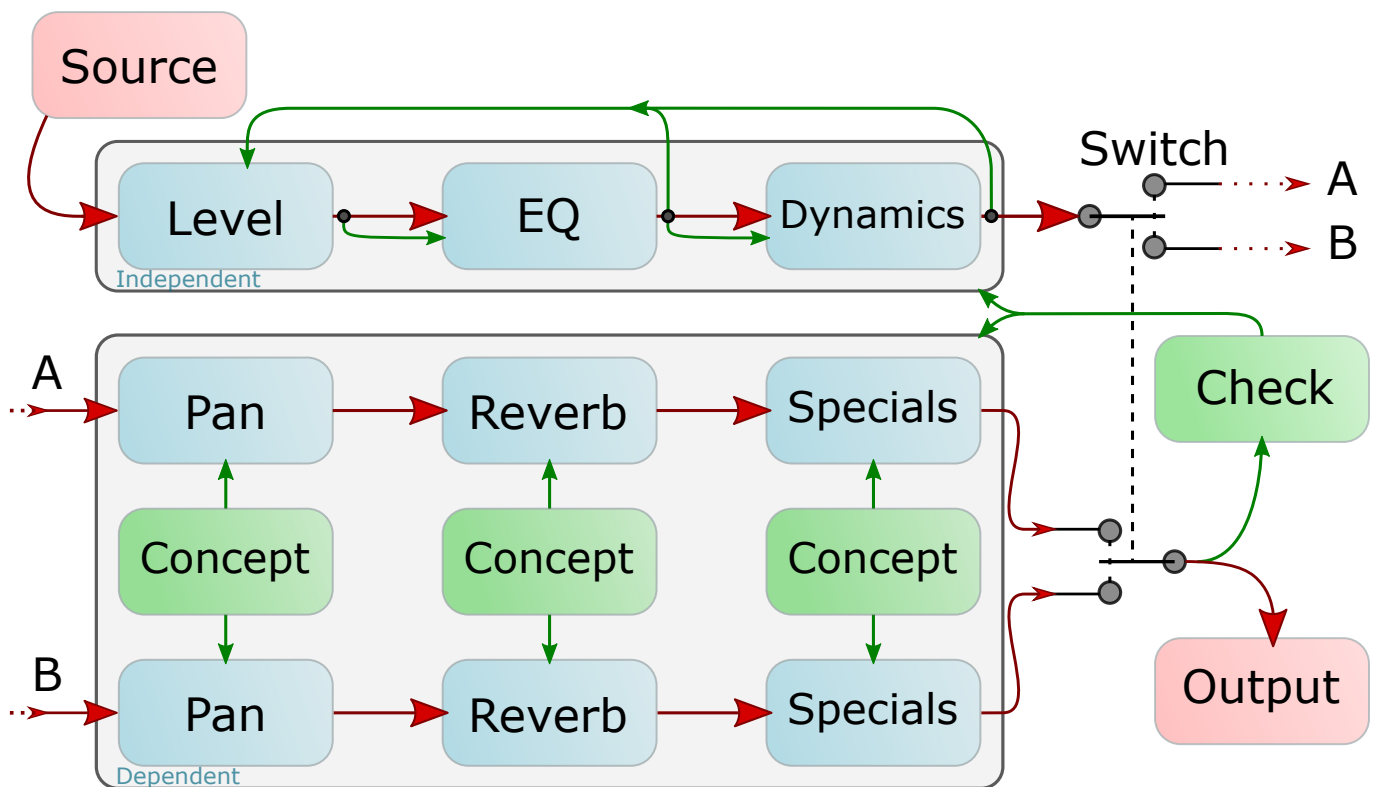 Source
Switch
A
B
Level
EQ
Dynamics
Independent
A
Pan
Reverb
Specials
Check
Concept
Concept
Concept
B
Pan
Reverb
Specials
Output
Dependent